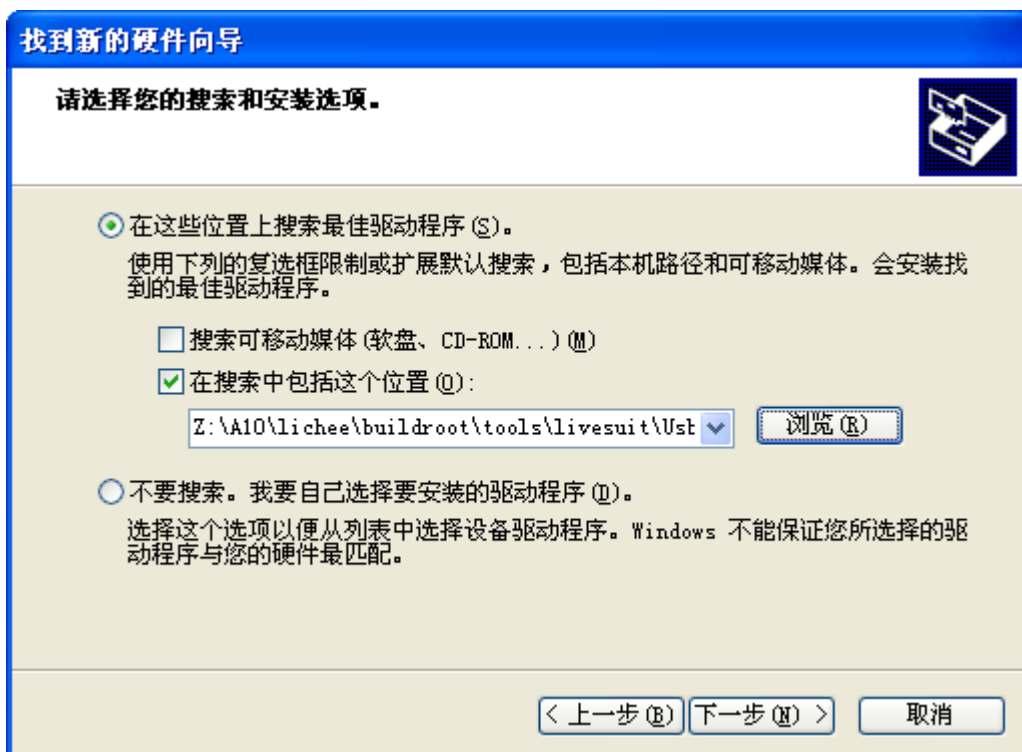 找到新的硬件向导
请选择您的搜索和安装选项。
在这些位置上搜索最佳驱动程序(S)。
使用下列的复选框限制或扩展默认搜索，包括本机路径和可移动媒体。会安装找
到的最佳驱动程序。
搜索可移动媒体(软盘、CD-ROM...)(M)
在搜索中包括这个位置(O):
Z:\A10\lichee\buildroot\tools\livesuit\Usb
浏览(R)
不要搜索。我要自己选择要安装的驱动程序(D)。
选择这个选项以便从列表中选择设备驱动程序。Windows 不能保证您所选择的驱
动程序与您的硬件最匹配。
< 上一步(B) 下一步(N) > 取消